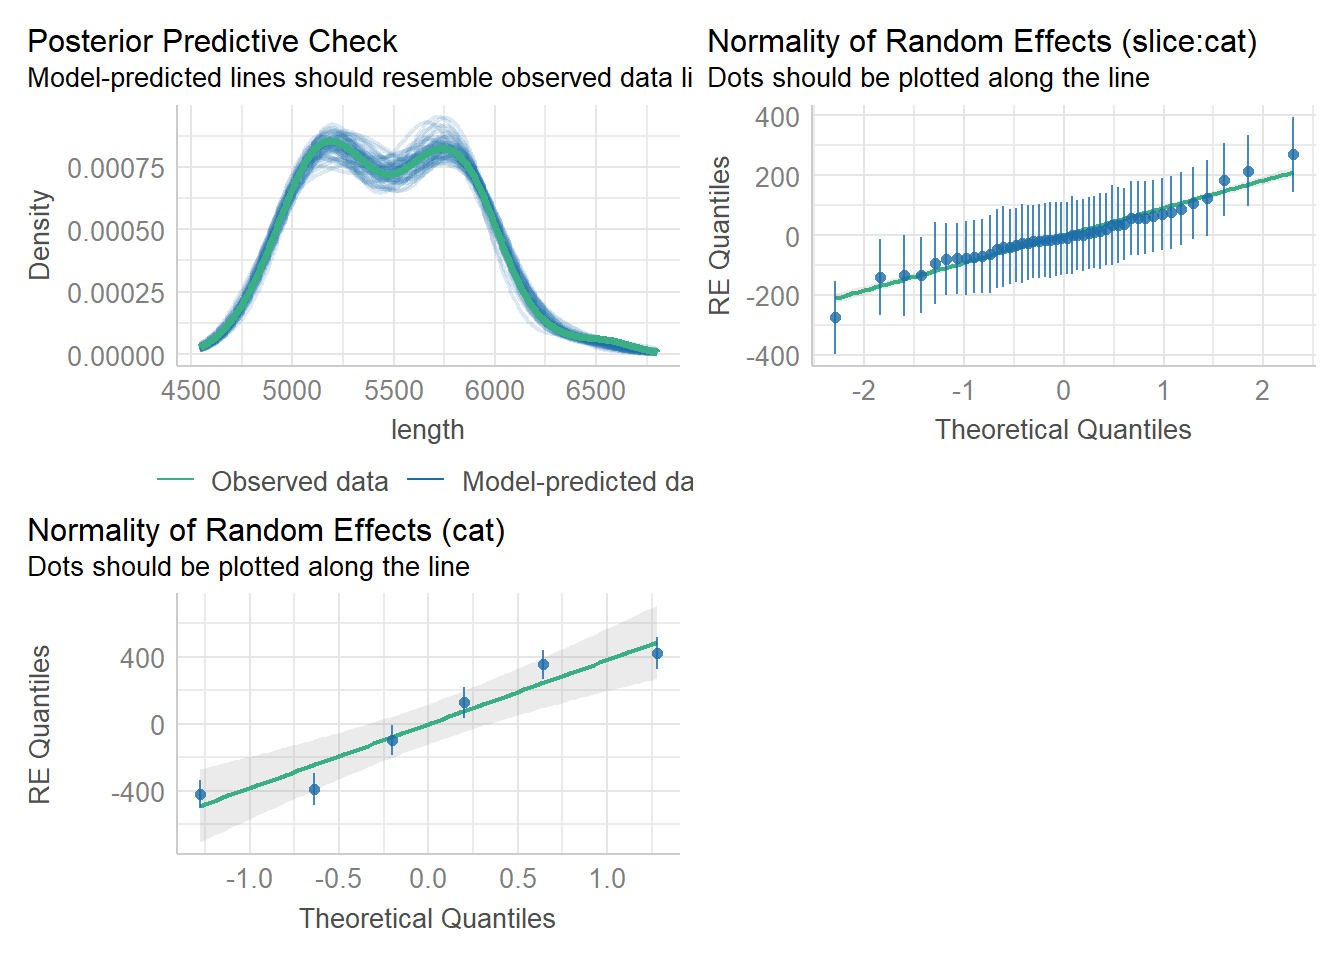 Posterior Predictive Check
Model-predicted lines should resemble observed data li
0.00075
0.00050
0.00025
0.00000
Density
4500 5000 5500 6000 6500
length
Observed data Model-predicted da
Normality of Random Effects (slice:cat)
Dots should be plotted along the line
400
200
0
-200
-400
RE Quantiles
-2 -1 0 1 2
Theoretical Quantiles
Normality of Random Effects (cat)
Dots should be plotted along the line
400
0
-400
RE Quantiles
-1.0 -0.5 0.0 0.5 1.0
Theoretical Quantiles